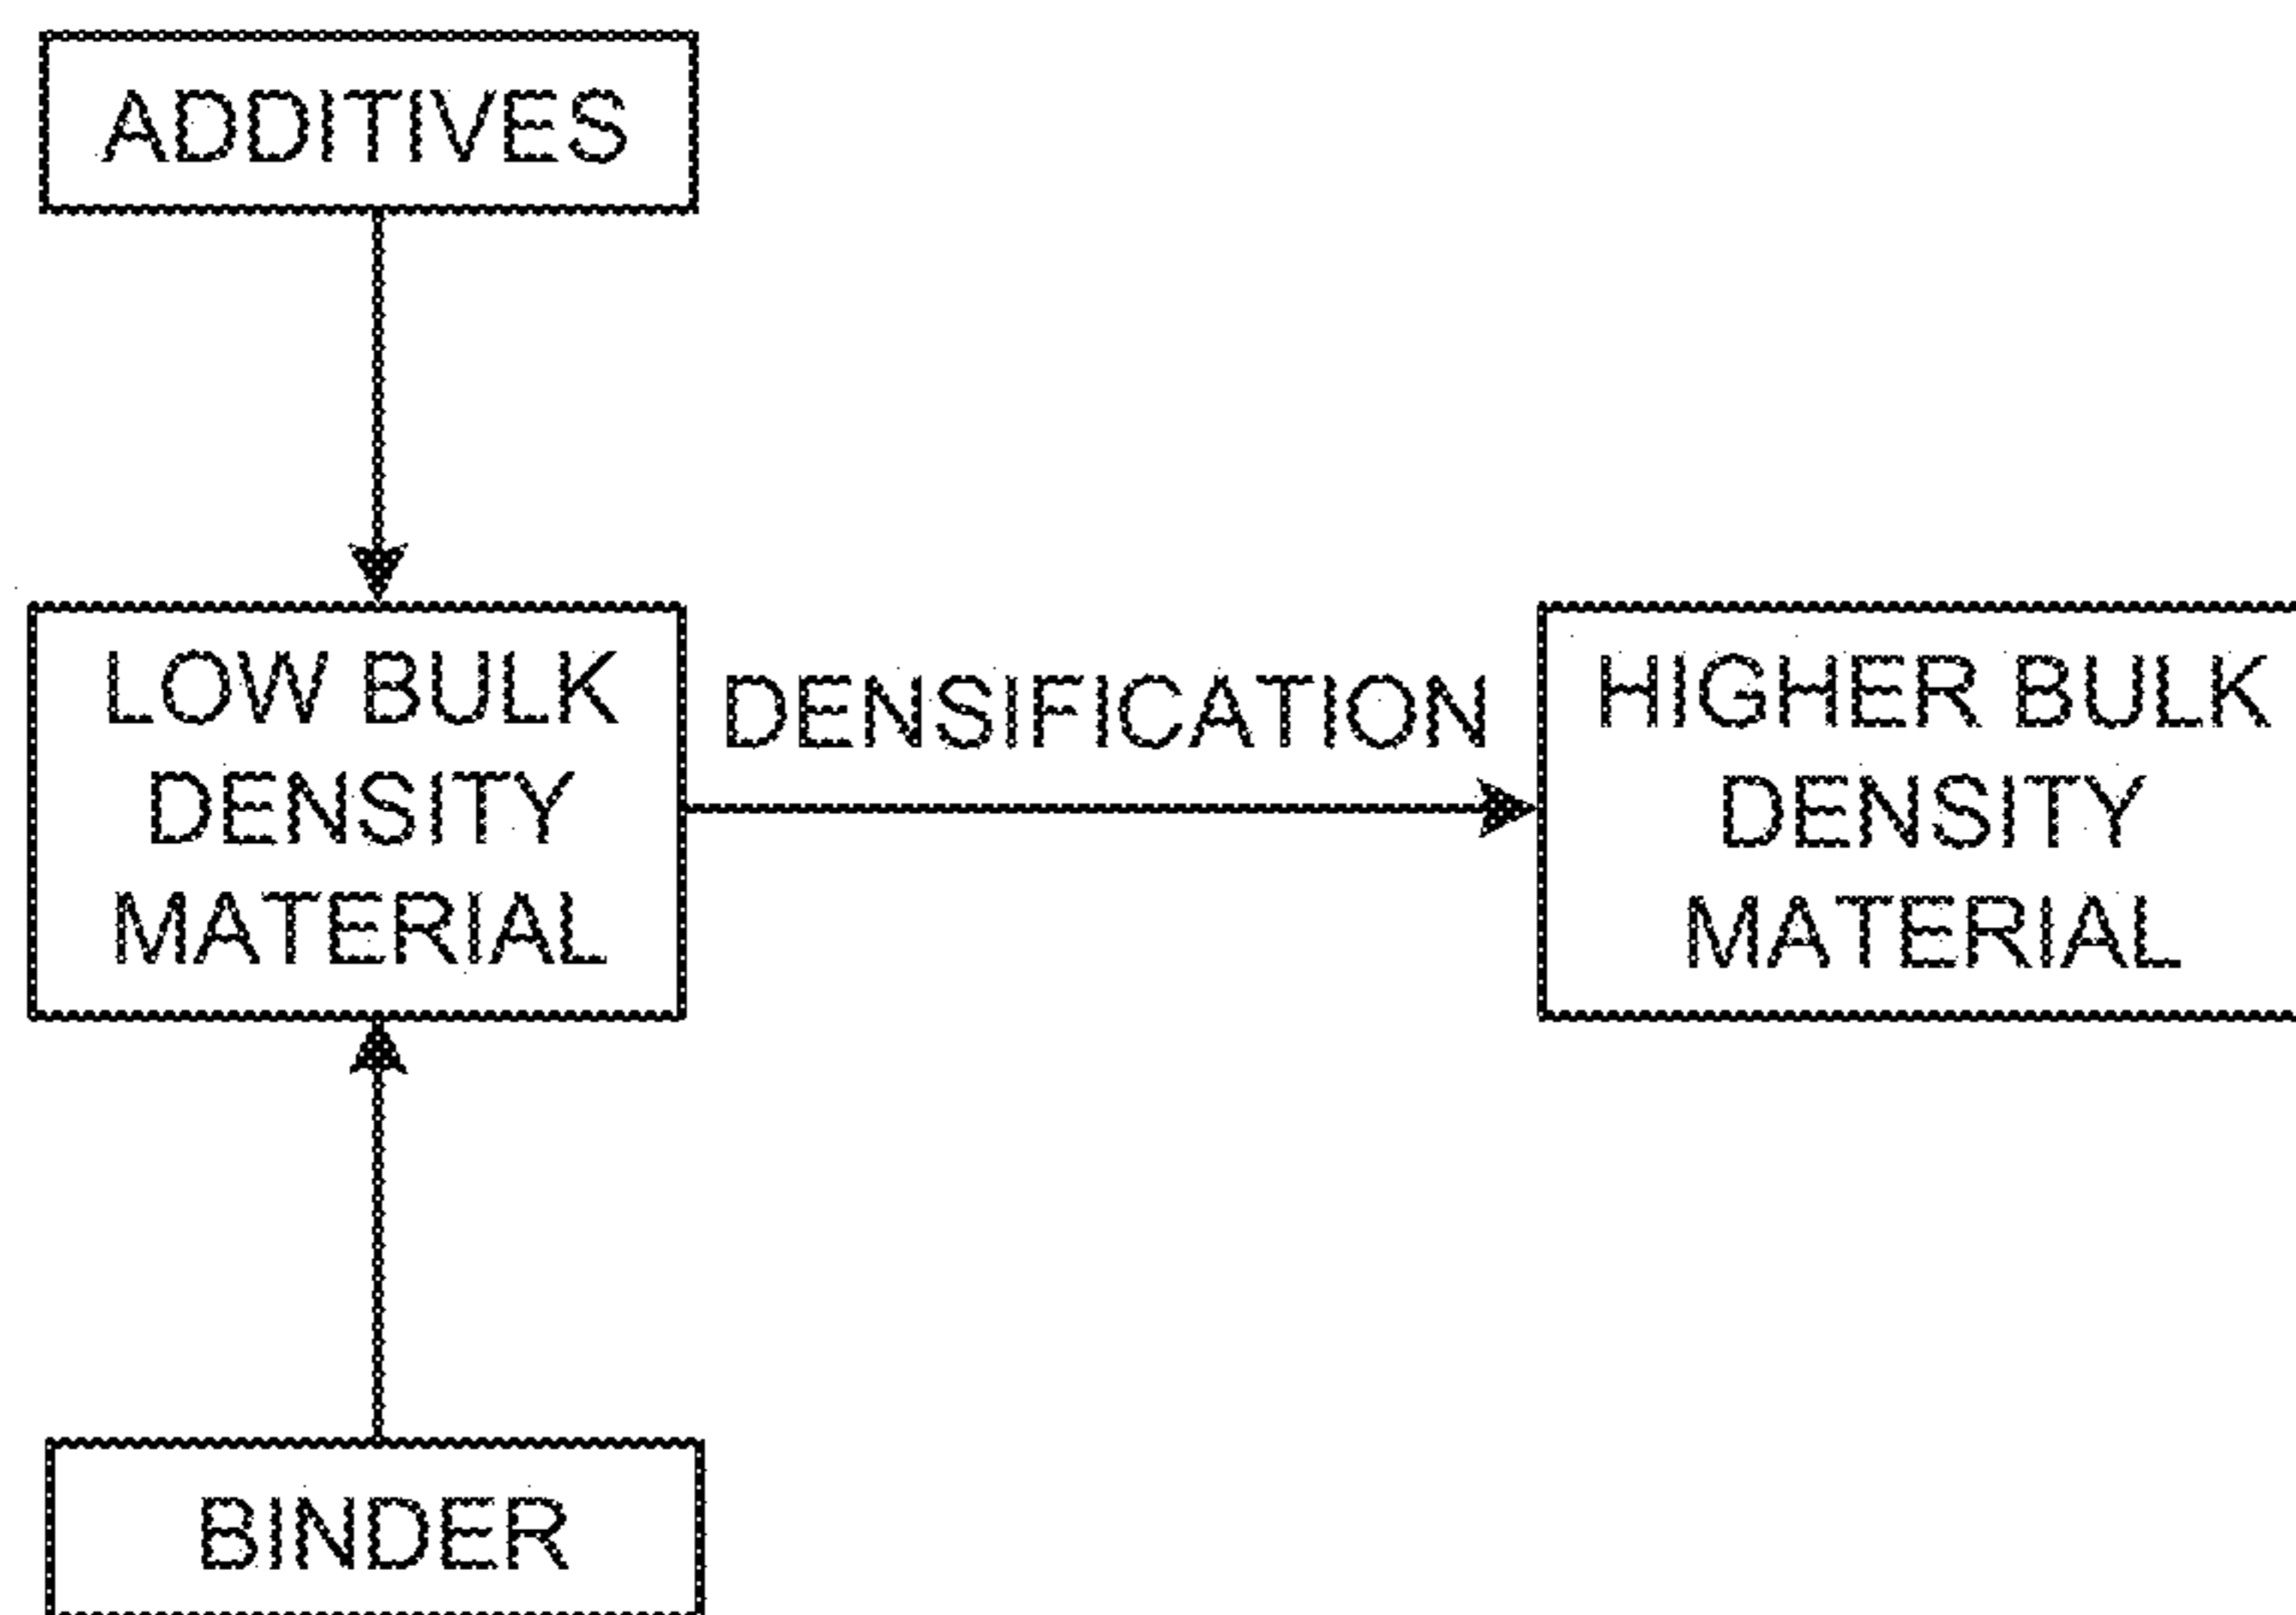 ADDITIVES
LOW BULK
DENSITY
MATERIAL
DENSIFICATION
HIGHER BULK
DENSITY
MATERIAL
BINDER